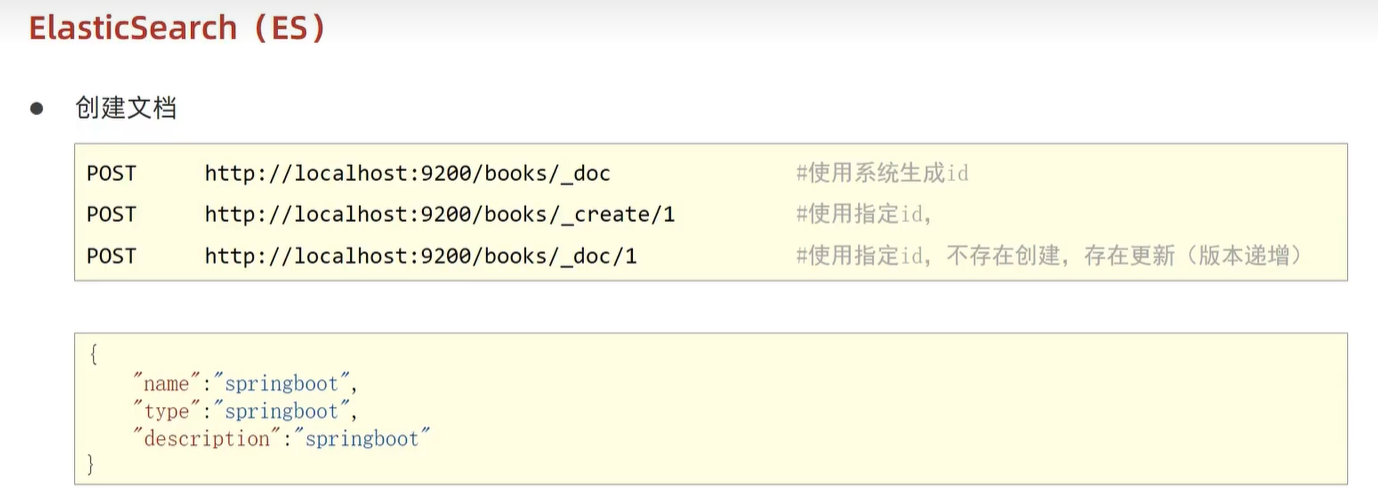 ElasticSearch（ES）
● 创建文档
POST http://localhost:9200/books/_doc #使用系统生成id
POST http://localhost:9200/books/_create/1 #使用指定id，
POST http://localhost:9200/books/_doc/1 #使用指定id，不存在创建，存在更新（版本递增）
{
"name":"springboot",
"type":"springboot",
"description":"springboot"
}